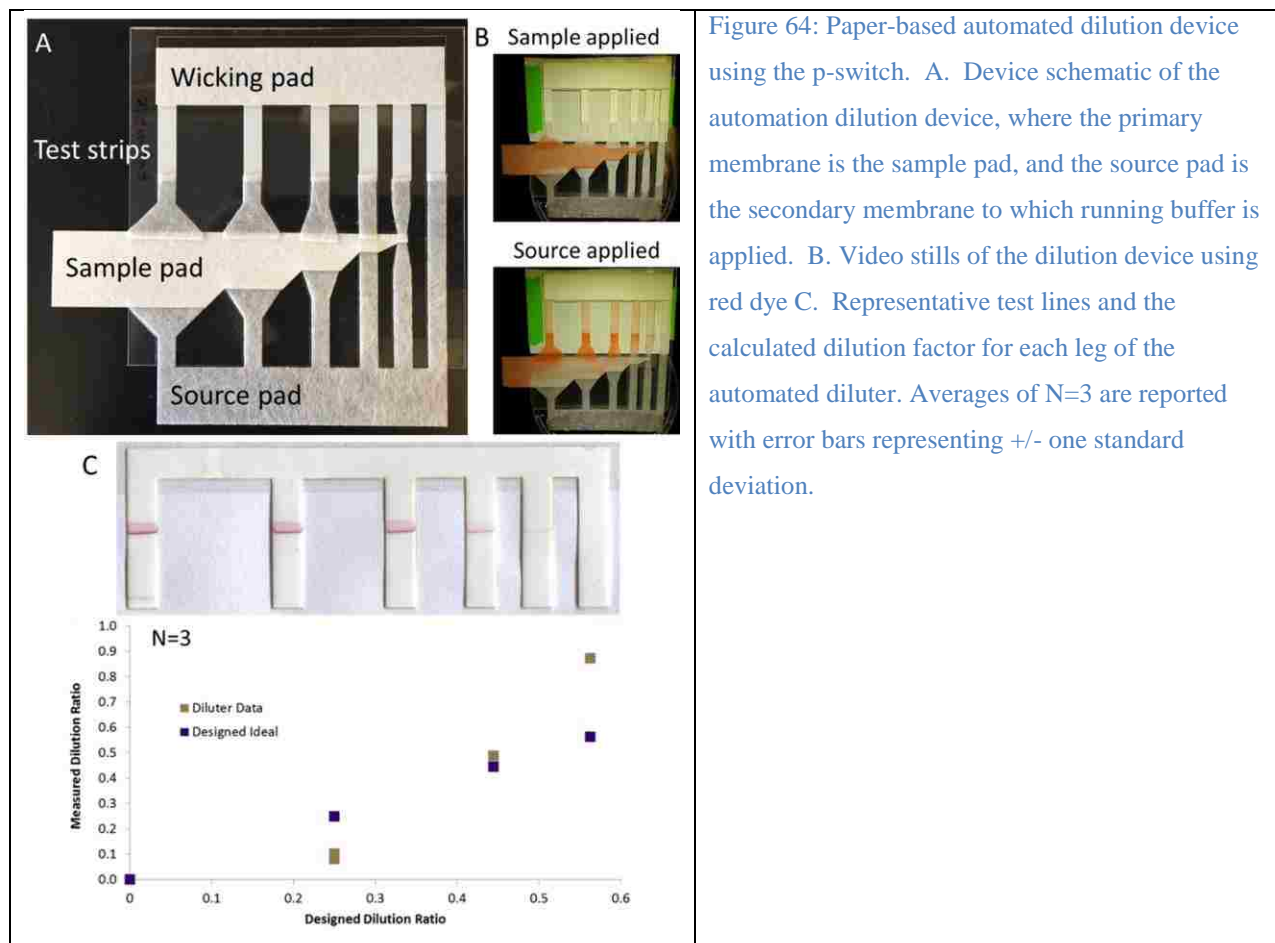 A
Wicking pad
Test strips
Sample pad
Source pad
B
Sample applied
Source applied
C
N=3
Diluter Data
Designed Ideal
Measured Dilution Ratio
1.0
0.9
0.8
0.7
0.6
0.5
0.4
0.3
0.2
0.1
0.0
0
0.1
0.2
0.3
0.4
0.5
0.6
Designed Dilution Ratio
Figure 64: Paper-based automated dilution device
using the p-switch.  A.  Device schematic of the
automation dilution device, where the primary
membrane is the sample pad, and the source pad is
the secondary membrane to which running buffer is
applied.  B. Video stills of the dilution device using
red dye C.  Representative test lines and the
calculated dilution factor for each leg of the
automated diluter. Averages of N=3 are reported
with error bars representing +/- one standard
deviation.